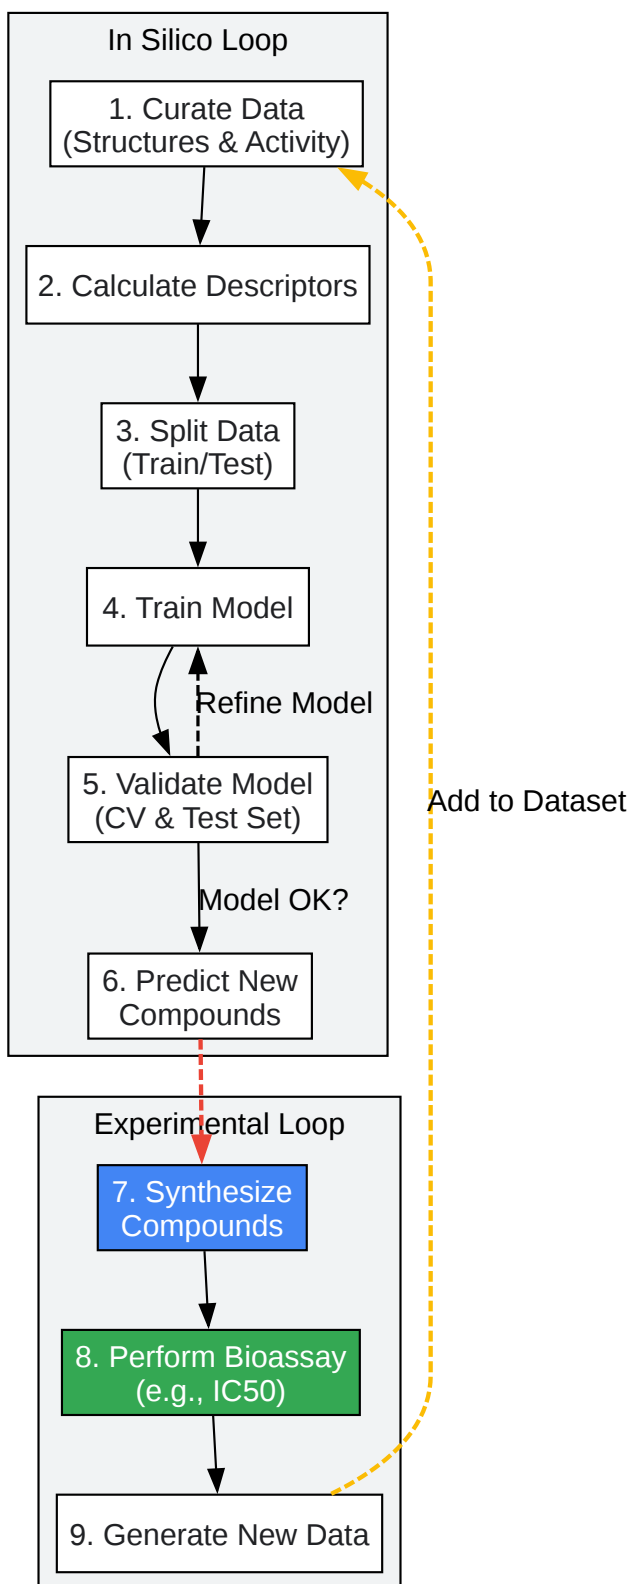 In Silico Loop
1. Curate Data
(Structures & Activity)
2. Calculate Descriptors
3. Split Data
(Train/Test)
4. Train Model
Refine Model
5. Validate Model
(CV & Test Set)
Add to Dataset
Model OK?
6. Predict New
Compounds
Experimental Loop
7. Synthesize
Compounds
8. Perform Bioassay
(e.g., IC50)
9. Generate New Data